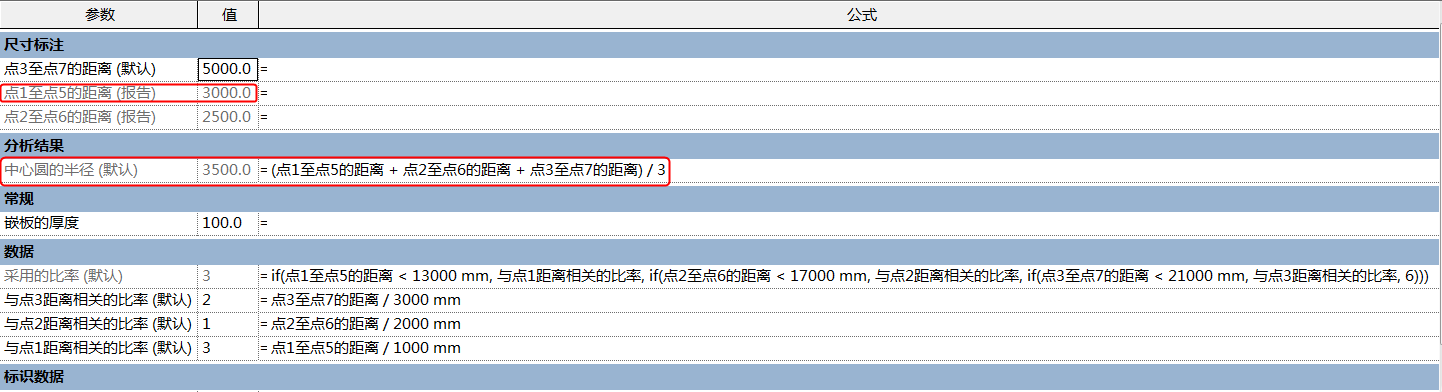 参数 值 公式
尺寸标注
点3至点7的距离 (默认) 5000.0 =
点1至点5的距离 (报告) 3000.0 =
点2至点6的距离 (报告) 2500.0 =
分析结果
中心圆的半径 (默认) 3500.0 = (点1至点5的距离 + 点2至点6的距离 + 点3至点7的距离) / 3
常规
嵌板的厚度 100.0 =
数据
采用的比率 (默认) 3 = if(点1至点5的距离 < 13000 mm, 与点1距离相关的比率, if(点2至点6的距离 < 17000 mm, 与点2距离相关的比率, if(点3至点7的距离 < 21000 mm, 与点3距离相关的比率, 6)))
与点3距离相关的比率 (默认) 2 = 点3至点7的距离 / 3000 mm
与点2距离相关的比率 (默认) 1 = 点2至点6的距离 / 2000 mm
与点1距离相关的比率 (默认) 3 = 点1至点5的距离 / 1000 mm
标识数据